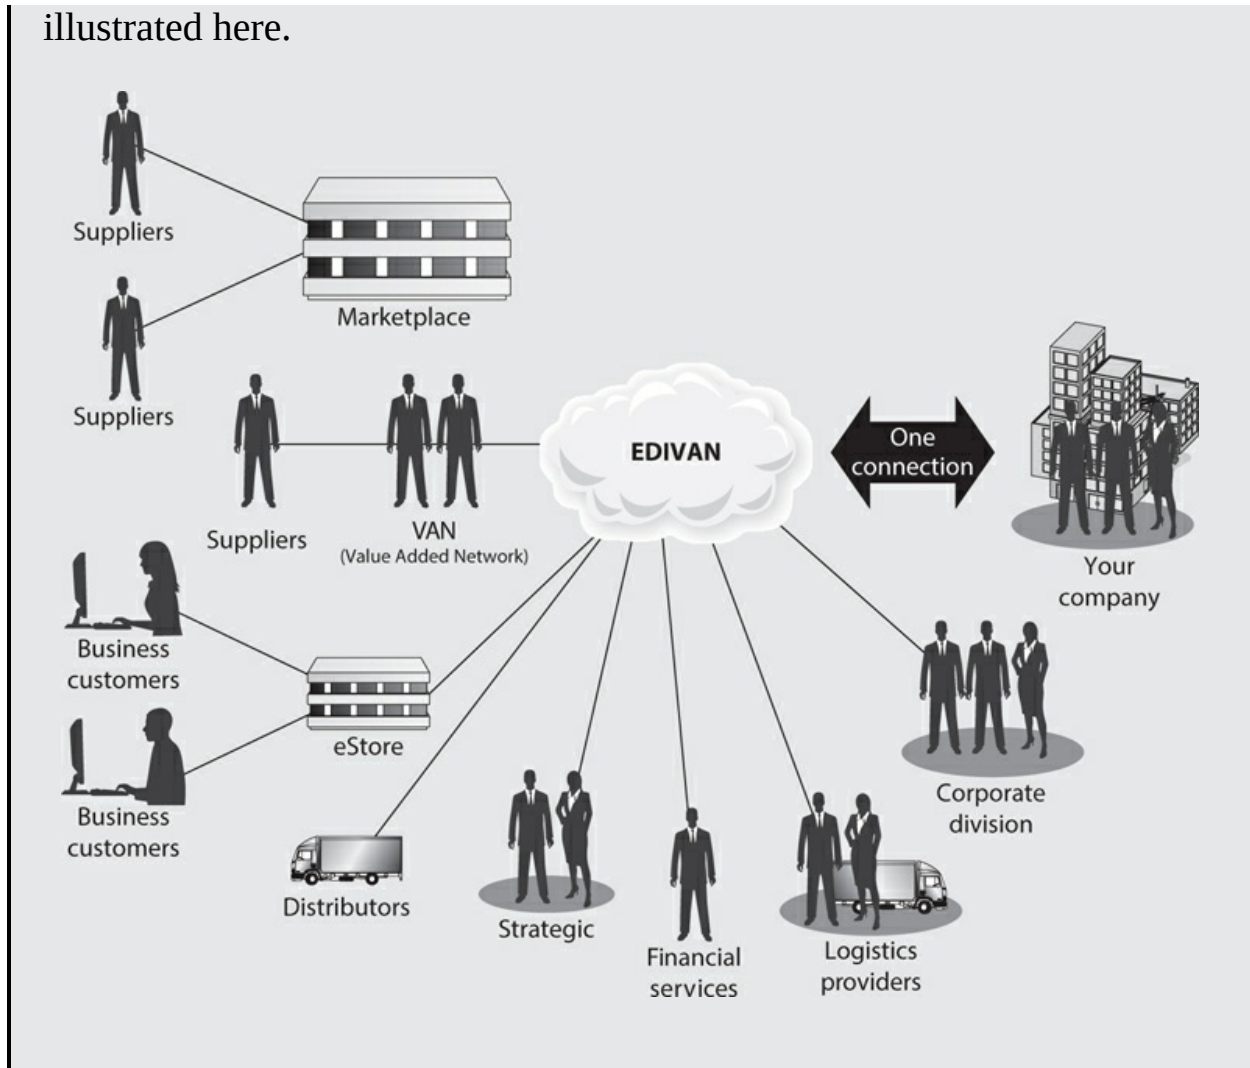 illustrated here.
Suppliers
Marketplace
Suppliers
EDIVAN
One
connection
Suppliers
VAN
(Value Added Network)
Your
company
Business
customers
eStore
Business
customers
Corporate
division
Distributors
Strategic
Financial
services
Logistics
providers